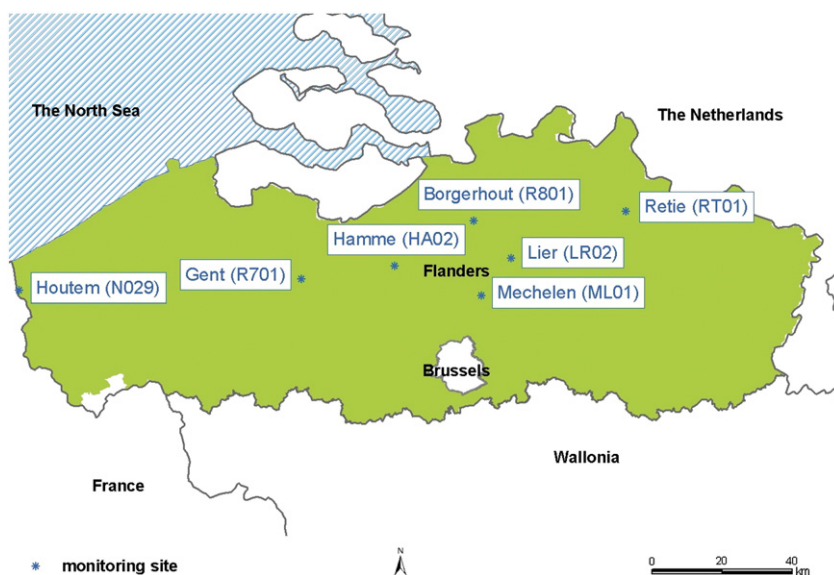 The North Sea
The Netherlands
Borgerhout (R801)
Retie (RT01)
Hamme (HA02)
Lier (LR02)
Gent (R701)
Flanders
Houtem (N029)
Mechelen (ML01)
Brussels
Wallonia
France
N
monitoring site
0 20 40
km